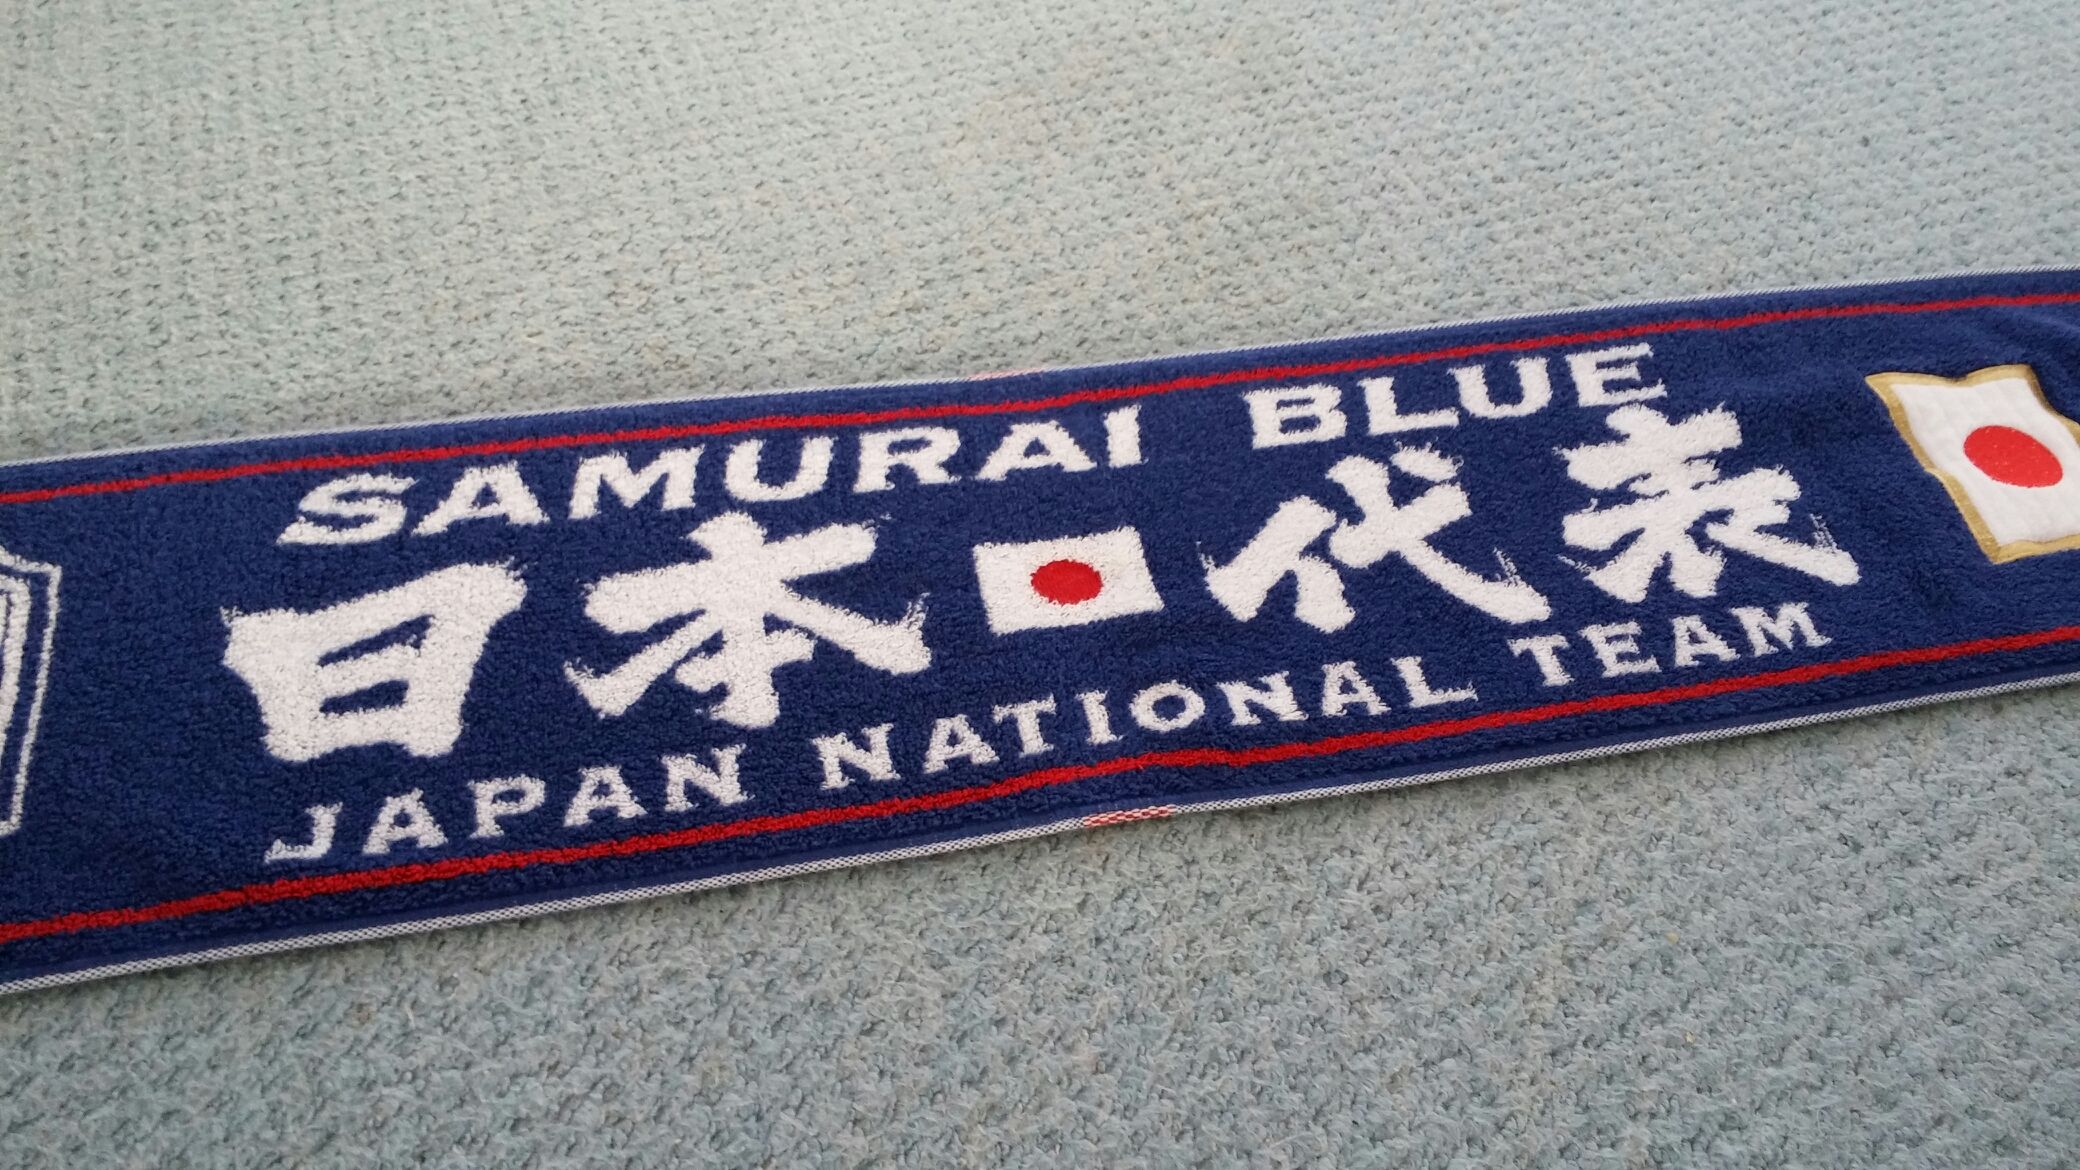 SAMURAI BLUE
日本代表
JAPAN NATIONAL TEAM